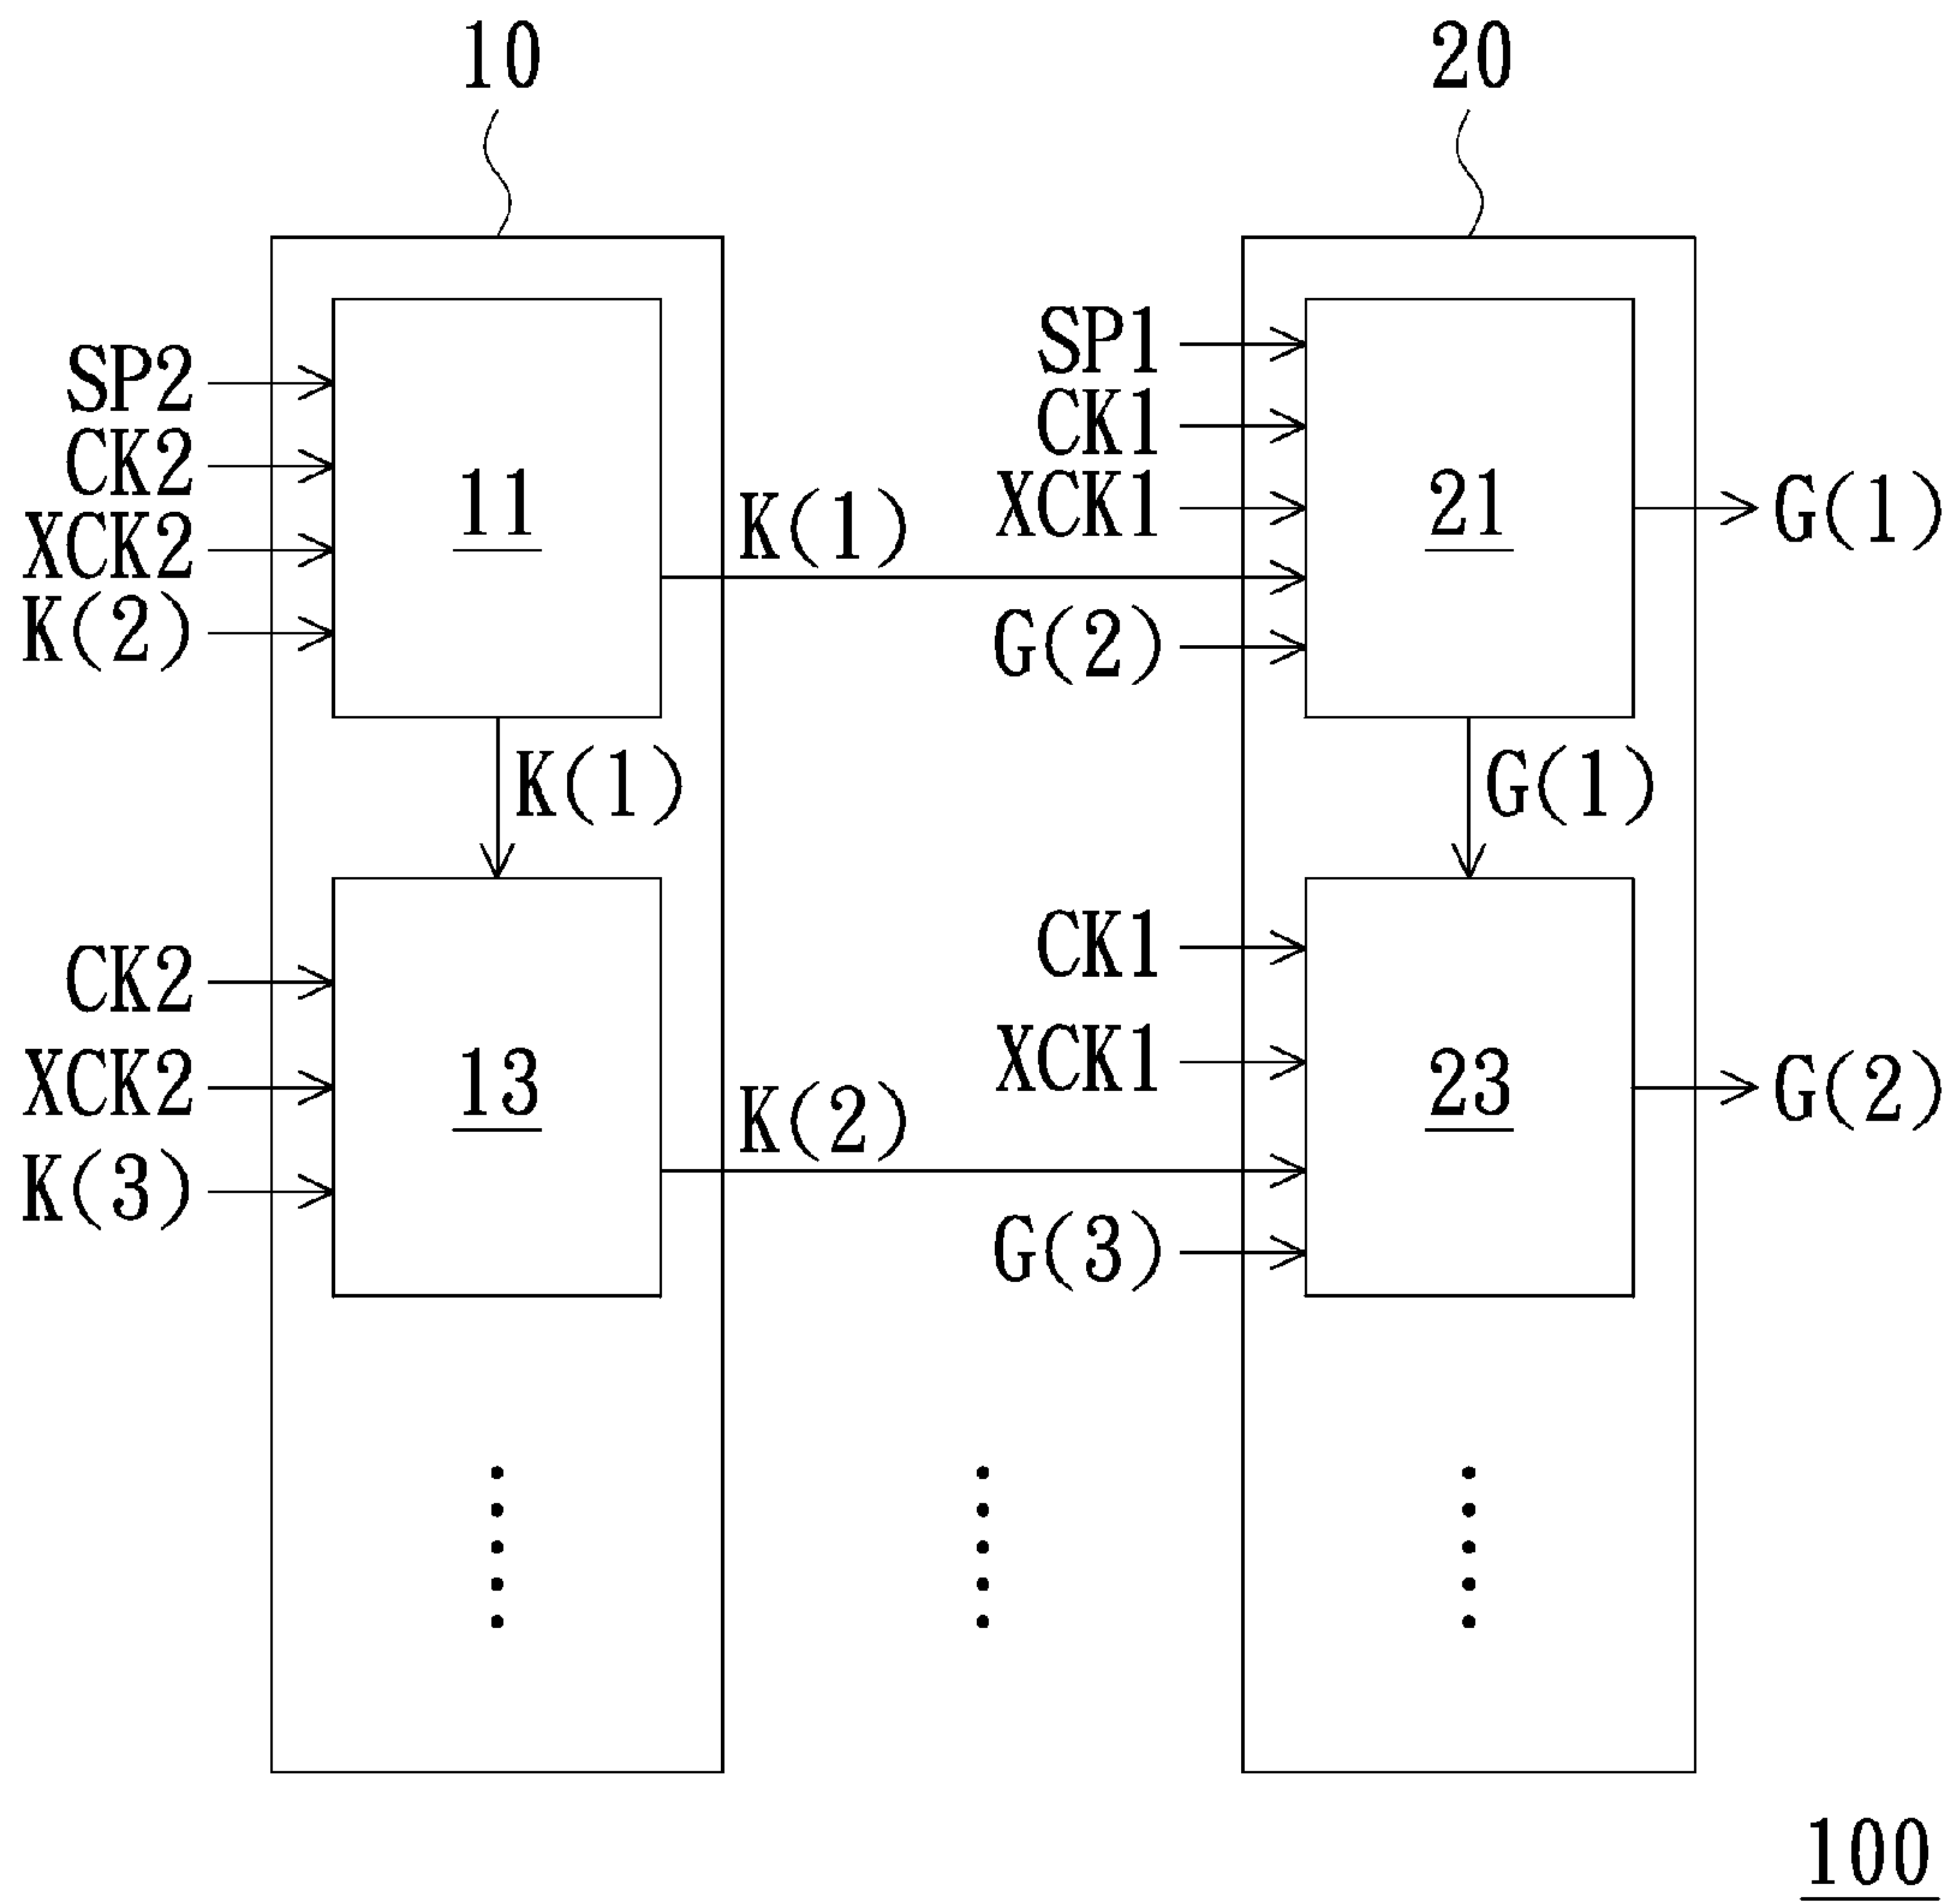 10
20
SP2
CK2
XCK2
K(2)
11
K(1)
K(1)
SP1
CK1
XCK1
G(2)
21
G(1)
G(1)
CK2
XCK2
K(3)
13
K(2)
CK1
XCK1
G(3)
23
G(2)
100